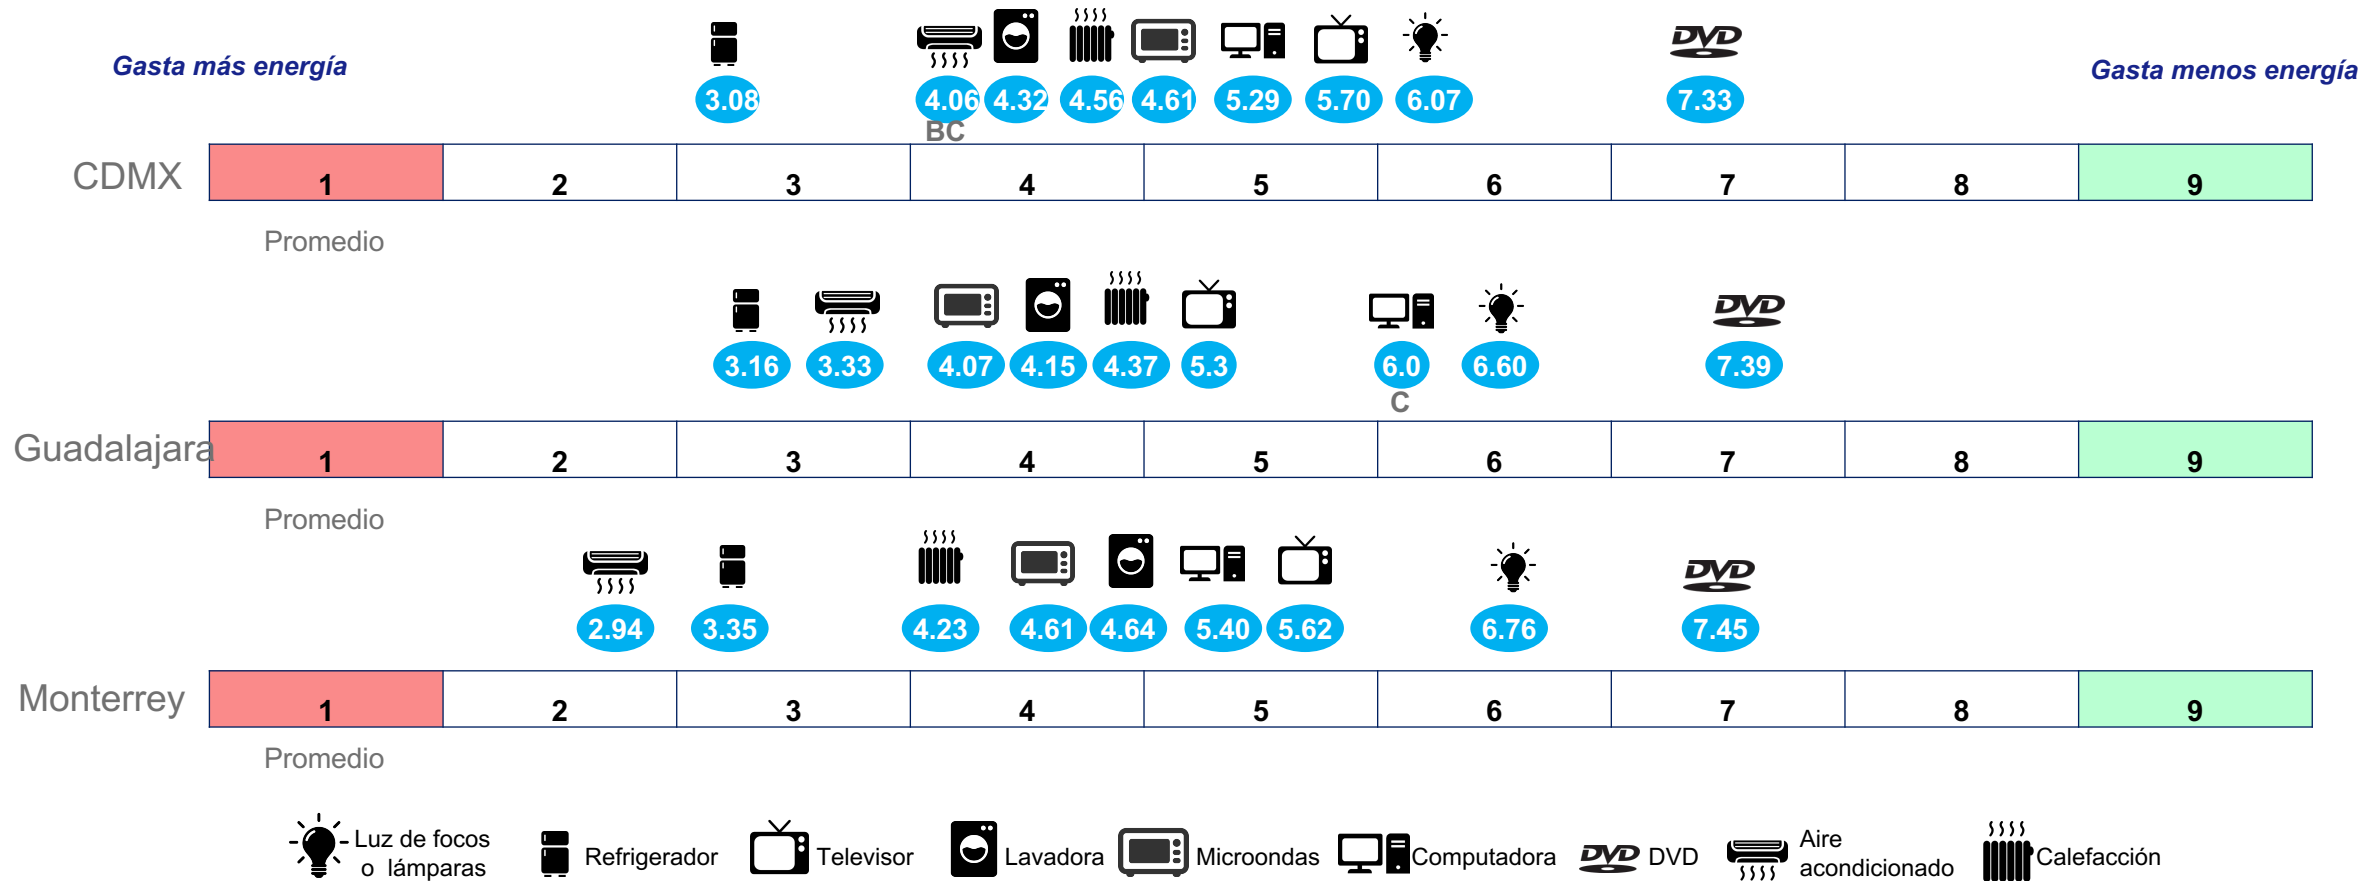 Gasta más energía
DVD
Gasta menos energía
3.08 4.06 4.32 4.56 4.61 5.29 5.70 6.07 7.33
BC
CDMX 1 2 3 4 5 6 7 8 9
Promedio
DVD
3.16 3.33 4.07 4.15 4.37 5.3 6.0 6.60 7.39
C
Guadalajara 1 2 3 4 5 6 7 8 9
Promedio
DVD
2.94 3.35 4.23 4.61 4.64 5.40 5.62 6.76 7.45
Monterrey 1 2 3 4 5 6 7 8 9
Promedio
Luz de focos
o lámparas
Refrigerador
Televisor
Lavadora
Microondas
Computadora
DVD DVD
Aire
acondicionado
Calefacción